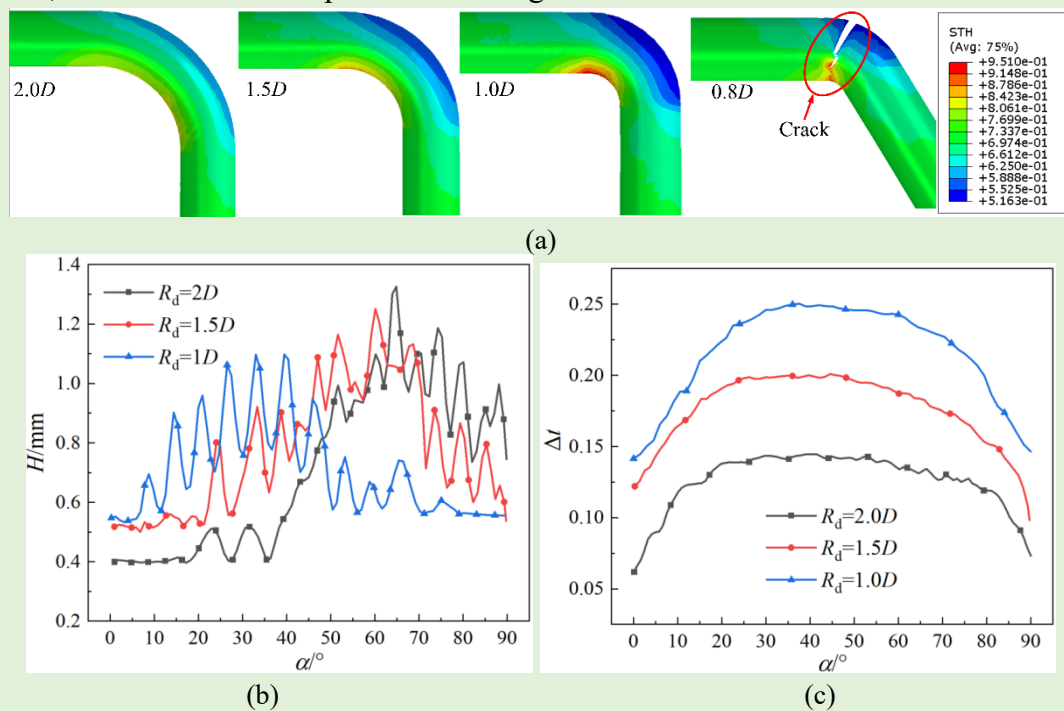 2.0D
1.5D
1.0D
0.8D
Crack
STH
(Avg: 75%)
+9.510e-01
+9.148e-01
+8.786e-01
+8.423e-01
+8.061e-01
+7.699e-01
+7.337e-01
+6.974e-01
+6.612e-01
+6.250e-01
+5.888e-01
+5.525e-01
+5.163e-01
(a)
1.4
1.2
1.0
0.8
0.6
0.4
0.2
H/mm
Rd=2D
Rd=1.5D
Rd=1D
0 10 20 30 40 50 60 70 80 90
α/°
(b)
0.25
0.20
0.15
0.10
0.05
Δt
Rd=2.0D
Rd=1.5D
Rd=1.0D
0 10 20 30 40 50 60 70 80 90
α/°
(c)